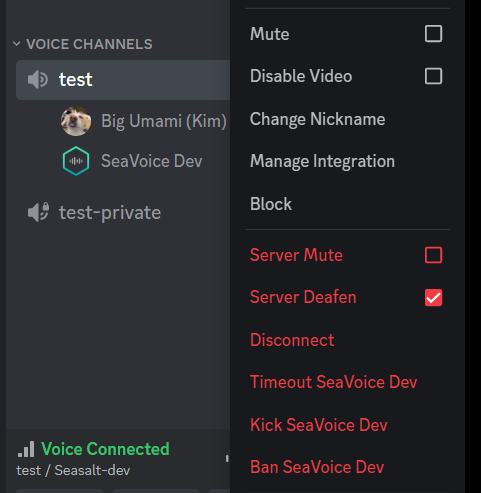 VOICE CHANNELS
test
Big Umami (Kim)
SeaVoice Dev
test-private
Voice Connected
test / Seasalt-dev
Mute
Disable Video
Change Nickname
Manage Integration
Block
Server Mute
Server Deafen
Disconnect
Timeout SeaVoice Dev
Kick SeaVoice Dev
Ban SeaVoice Dev